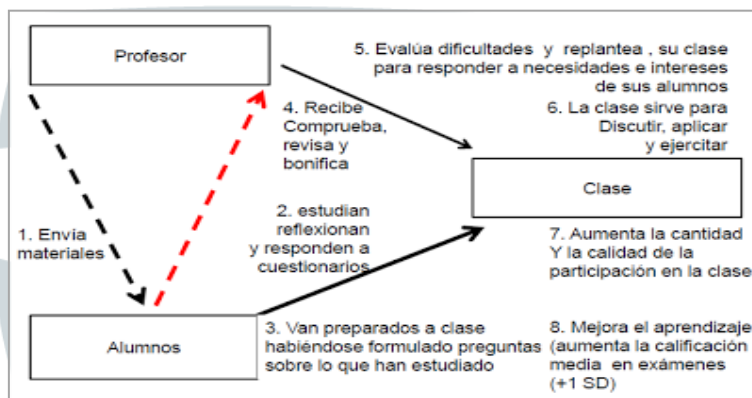 Profesor
5. Evalúa dificultades y replantea , su clase
para responder a necesidades e intereses
de sus alumnos
4. Recibe
Comprueba,
revisa y
bonifica
6. La clase sirve para
Discutir, aplicar
y ejercitar
Clase
1. Envia
materiales
2. estudian
reflexionan
y responden a
cuestionarios
7. Aumenta la cantidad
Y la calidad de la
participación en la clase
Alumnos
3. Van preparados a clase
habiéndose formulado preguntas
sobre lo que han estudiado
8. Mejora el aprendizaje
(aumenta la calificación
media en exámenes
(+1 SD)